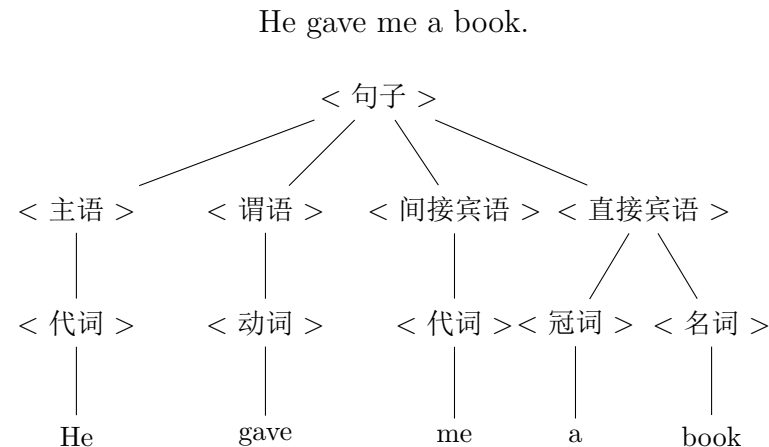 He gave me a book.
< 句子 >
< 主语 > < 谓语 > < 间接宾语 > < 直接宾语 >
< 代词 > < 动词 > < 代词 > < 冠词 > < 名词 >
He gave me a book